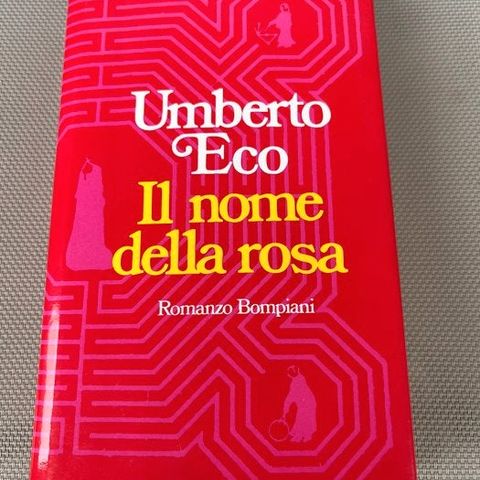 Umberto
Eco
Il nome
della rosa
Romanzo Bompiani